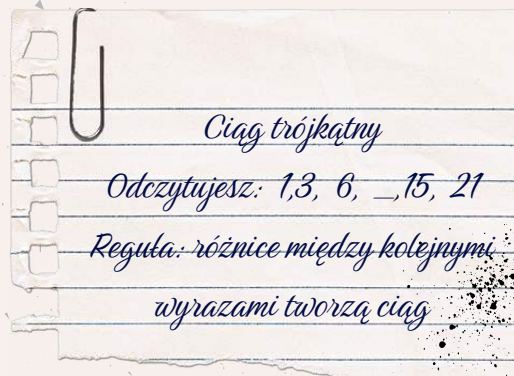 Ciąg trójkątny
Odczytujesz: 1,3, 6, _,15, 21
Reguła: różnice między kolejnymi
wyrazami tworzą ciąg